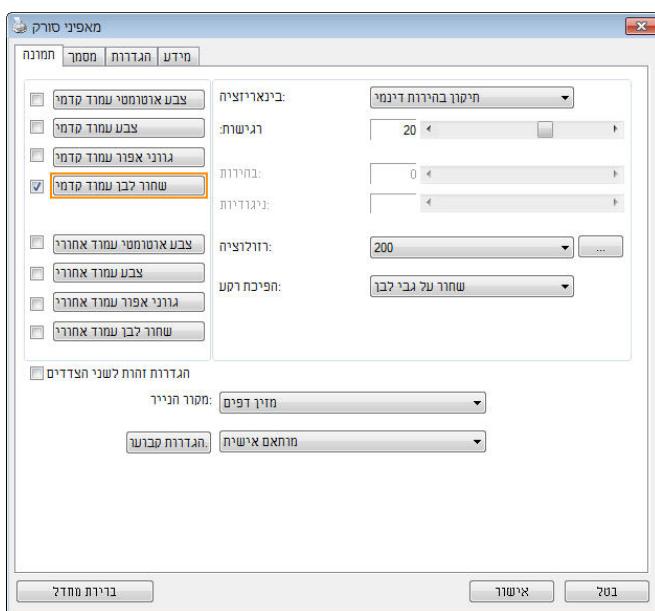 מאפיני סורק
תמונה
מסמך
הגדרות
מידע
צבע אוטומטי עמוד קדמי
צבע עמוד קדמי
גווני אפור עמוד קדמי
שחור לבן עמוד קדמי
צבע אוטומטי עמוד אחורי
צבע עמוד אחורי
גווני אפור עמוד אחורי
שחור לבן עמוד אחורי
בינאריזציה:
תיקון בהירות דינמי
רגישות:
20
בהירות:
0
ניגודיות:
רזולוציה:
200
...
הפיכת רקע:
שחור על גבי לבן
הגדרות זהות לשני הצדדים
מקור הנייר:
מזין דפים
הגדרות קבועו.
מותאם אישית
ברירת מחדל
אישור
בטל